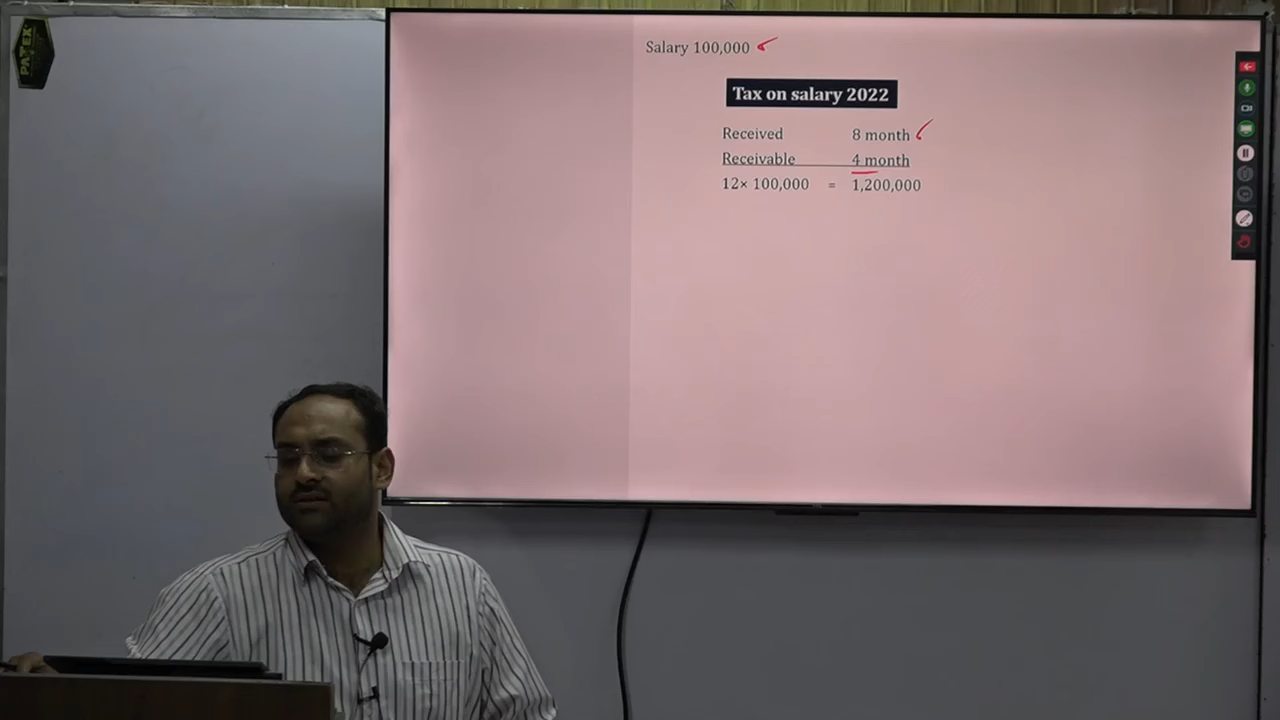 PATEX
Salary 100,000
Tax on salary 2022
Received 8 month
Receivable 4 month
12× 100,000 = 1,200,000